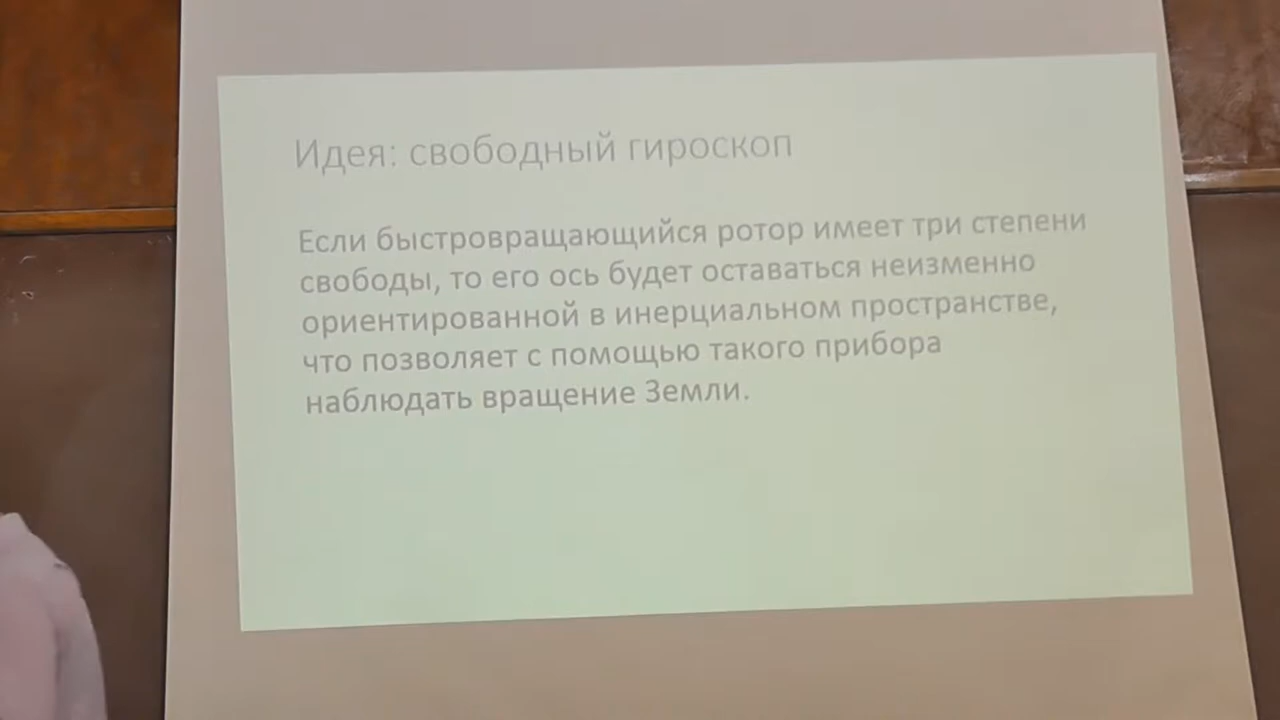 Идея: свободный гироскоп
Если быстровращающийся ротор имеет три степени
свободы, то его ось будет оставаться неизменно
ориентированной в инерциальном пространстве,
что позволяет с помощью такого прибора
наблюдать вращение Земли.